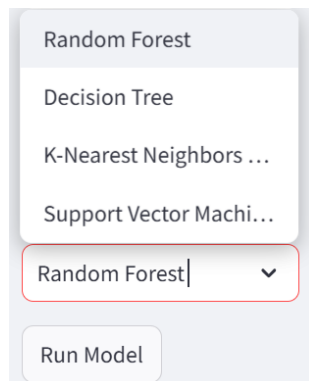 Random Forest
Decision Tree
K-Nearest Neighbors ...
Support Vector Machi...
Random Forest
Run Model